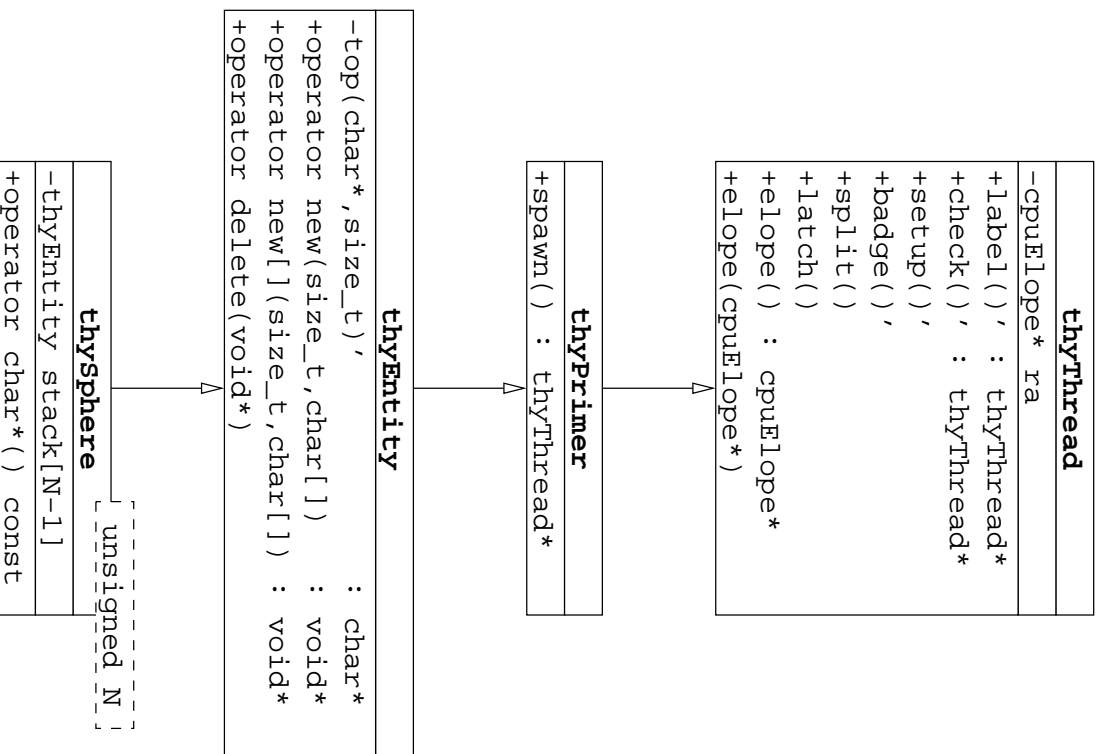 thyThread
-cpuElope* ra
+label()’ : thyThread*
+check()’ : thyThread*
+setup()’
+badge()’
+split()
+latch()
+elope() : cpuElope*
+elope(cpuElope*)
thyPrimer
+spawn() : thyThread*
thyEntity
-top(char*,size_t)’ : char*
+operator new(size_t,char[]) : void*
+operator new[](size_t,char[]) : void*
+operator delete(void*)
unsigned N
thySphere
-thyEntity stack[N-1]
+operator char*() const